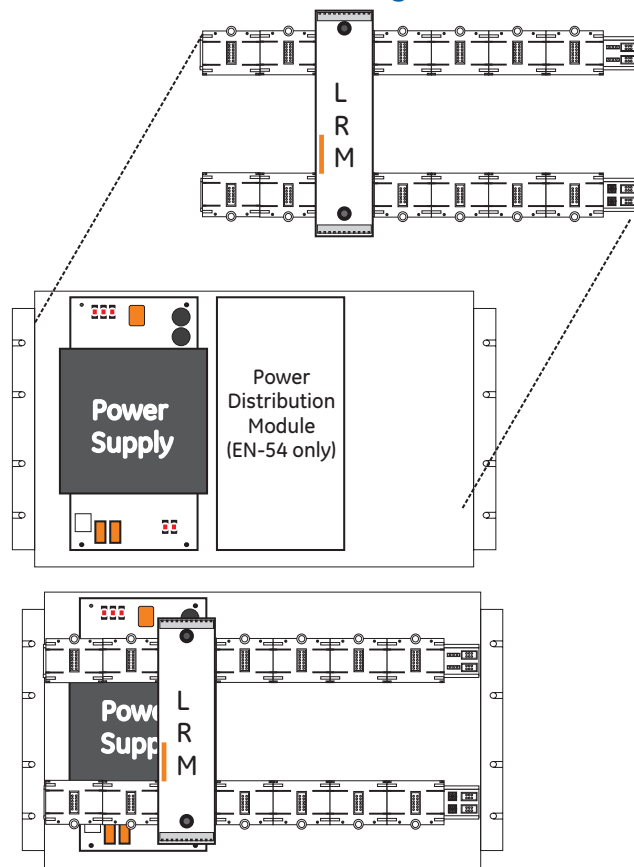 L
R
M
Power
Supply
Power
Distribution
Module
(EN-54 only)
L
R
M